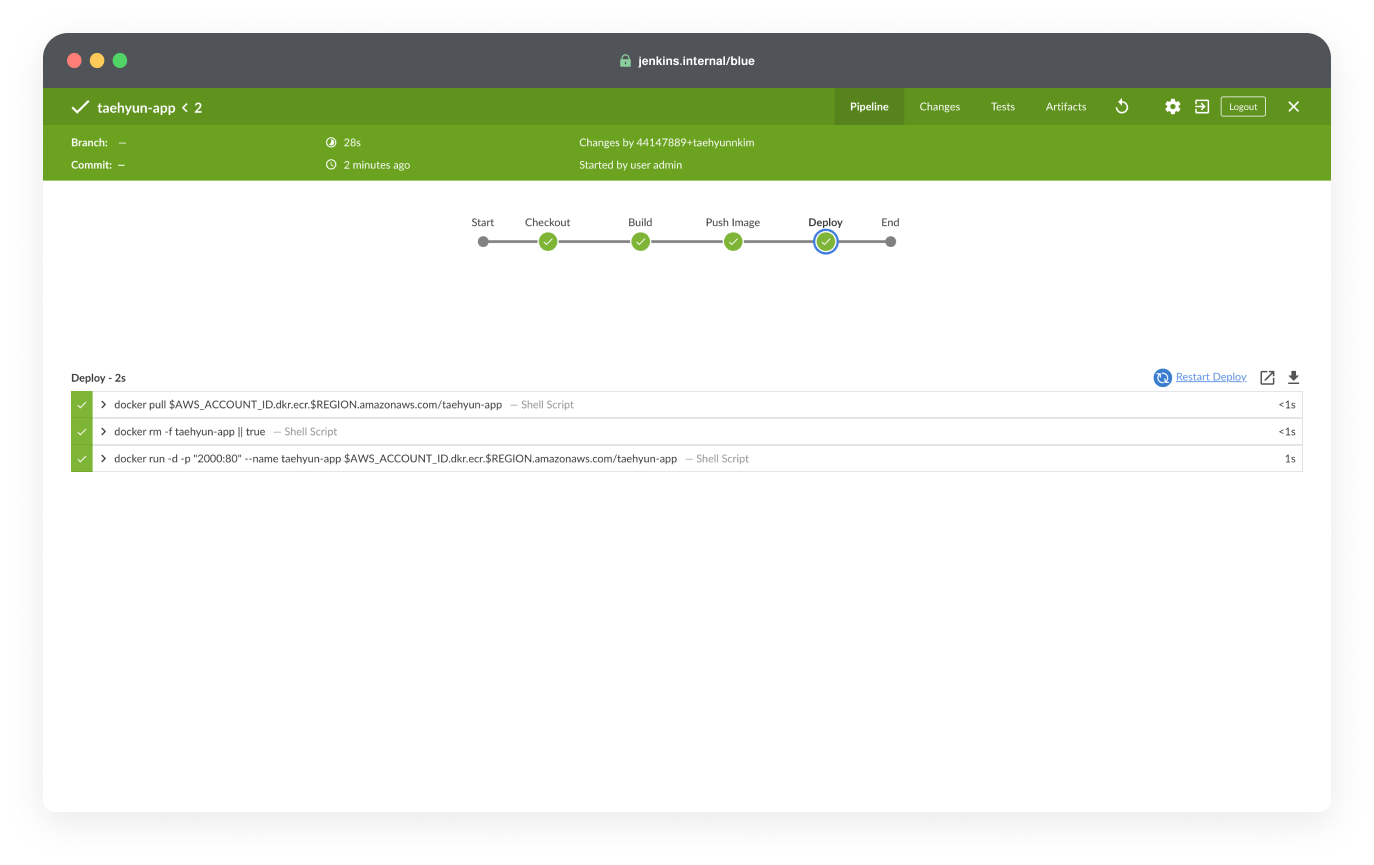 jenkins.internal/blue
taehyun-app < 2 Pipeline Changes Tests Artifacts Logout
Branch: — 28s Changes by 44147889+taehyunnkim
Commit: — 2 minutes ago Started by user admin
Start Checkout Build Push Image Deploy End
Deploy - 2s Restart Deploy
docker pull $AWS_ACCOUNT_ID.dkr.ecr.$REGION.amazonaws.com/taehyun-app — Shell Script <1s
docker rm -f taehyun-app || true — Shell Script <1s
docker run -d -p "2000:80" --name taehyun-app $AWS_ACCOUNT_ID.dkr.ecr.$REGION.amazonaws.com/taehyun-app — Shell Script 1s